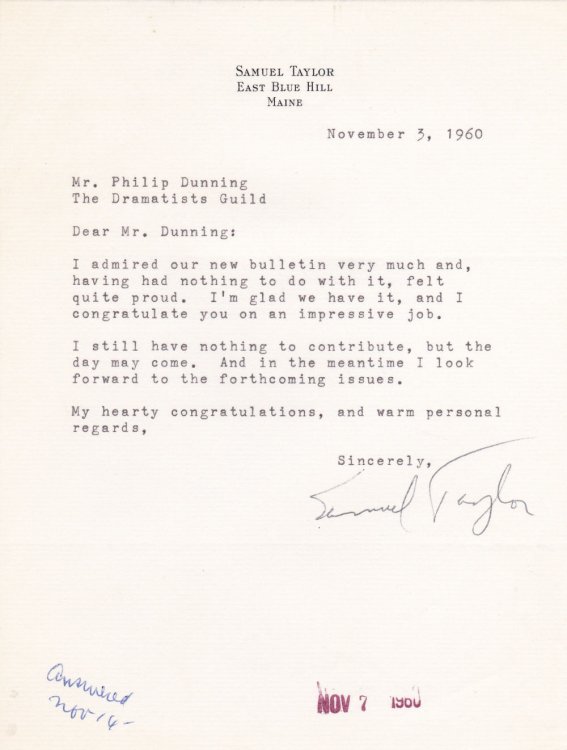 SAMUEL TAYLOR
EAST BLUE HILL
MAINE
November 3, 1960
Mr. Philip Dunning
The Dramatists Guild
Dear Mr. Dunning:
I admired our new bulletin very much and,
having had nothing to do with it, felt
quite proud.  I'm glad we have it, and I
congratulate you on an impressive job.
I still have nothing to contribute, but the
day may come.  And in the meantime I look
forward to the forthcoming issues.
My hearty congratulations, and warm personal
regards,
Sincerely,
Samuel Taylor
Answered
Nov 14-
NOV 7 1960